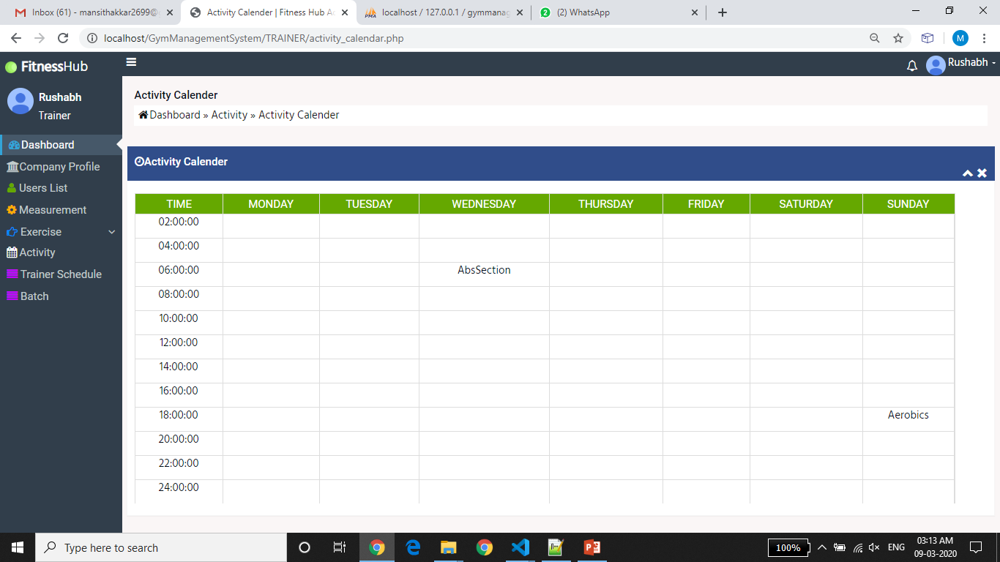 Inbox (61) - mansithakkar2699@
Activity Calender | Fitness Hub Ac
localhost / 127.0.0.1 / gymmanag
(2) WhatsApp
localhost/GymManagementSystem/TRAINER/activity_calendar.php
M
FitnessHub
Rushabh
Rushabh
Trainer
Dashboard
Company Profile
Users List
Measurement
Exercise
Activity
Trainer Schedule
Batch
Activity Calender
Dashboard » Activity » Activity Calender
Activity Calender
TIME MONDAY TUESDAY WEDNESDAY THURSDAY FRIDAY SATURDAY SUNDAY
02:00:00
04:00:00
06:00:00 AbsSection
08:00:00
10:00:00
12:00:00
14:00:00
16:00:00
18:00:00 Aerobics
20:00:00
22:00:00
24:00:00
Type here to search
100%
ENG
03:13 AM
09-03-2020